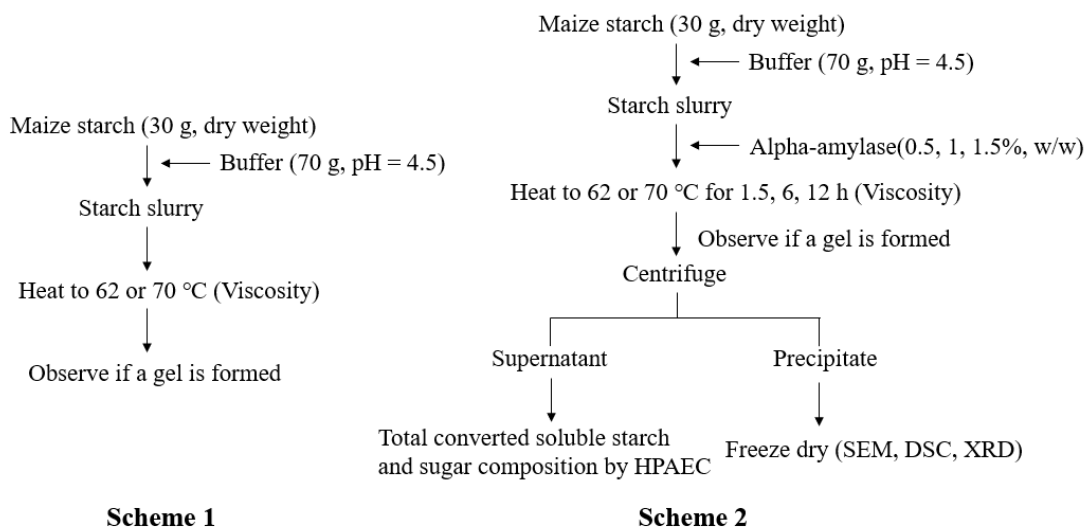 Maize starch (30 g, dry weight)
Buffer (70 g, pH = 4.5)
Starch slurry
Heat to 62 or 70 ℃ (Viscosity)
Observe if a gel is formed
Scheme 1
Maize starch (30 g, dry weight)
Buffer (70 g, pH = 4.5)
Starch slurry
Alpha-amylase(0.5, 1, 1.5%, w/w)
Heat to 62 or 70 ℃ for 1.5, 6, 12 h (Viscosity)
Observe if a gel is formed
Centrifuge
Supernatant
Precipitate
Total converted soluble starch
and sugar composition by HPAEC
Freeze dry (SEM, DSC, XRD)
Scheme 2